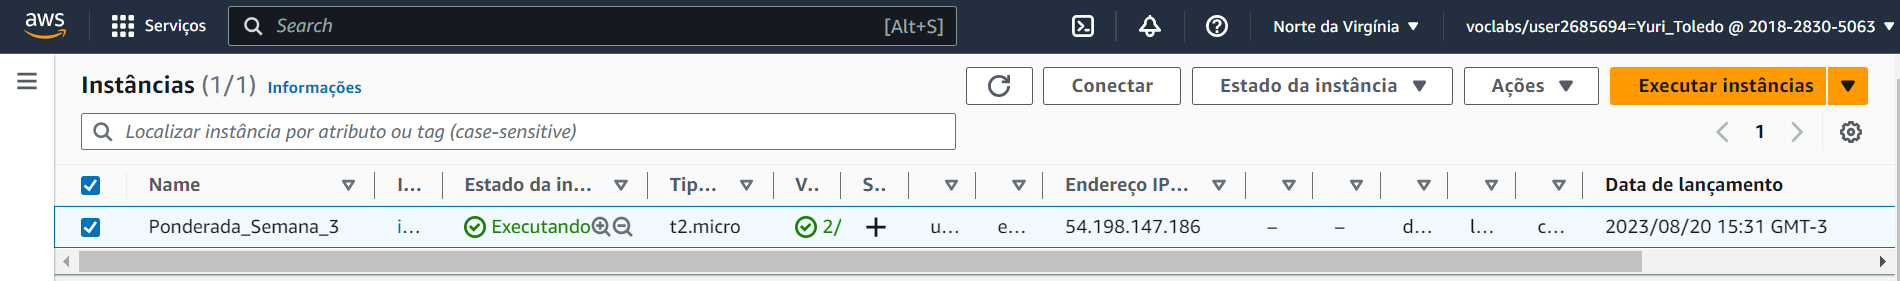 aws Serviços Search [Alt+S] Norte da Virgínia voclabs/user2685694=Yuri_Toledo @ 2018-2830-5063
Instâncias (1/1) Informações Conectar Estado da instância Ações Executar instâncias
Localizar instância por atributo ou tag (case-sensitive) 1
Name I... Estado da in... Tip... V.. S.. Endereço IP... Data de lançamento
Ponderada_Semana_3 i... Executando t2.micro 2/ u... e... 54.198.147.186 – – d... l... c... 2023/08/20 15:31 GMT-3